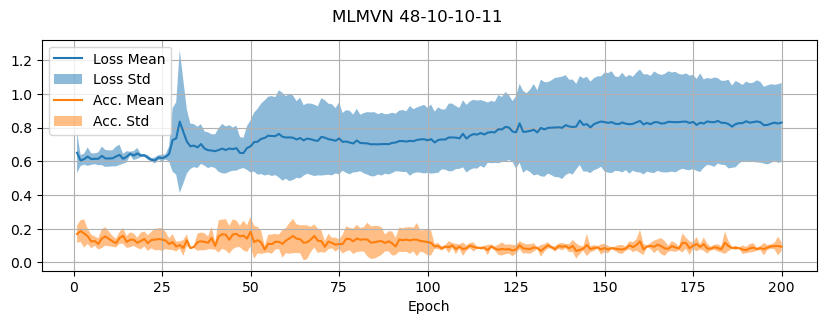 MLMVN 48-10-10-11
Loss Mean
Loss Std
Acc. Mean
Acc. Std
1.2
1.0
0.8
0.6
0.4
0.2
0.0
0 25 50 75 100 125 150 175 200
Epoch